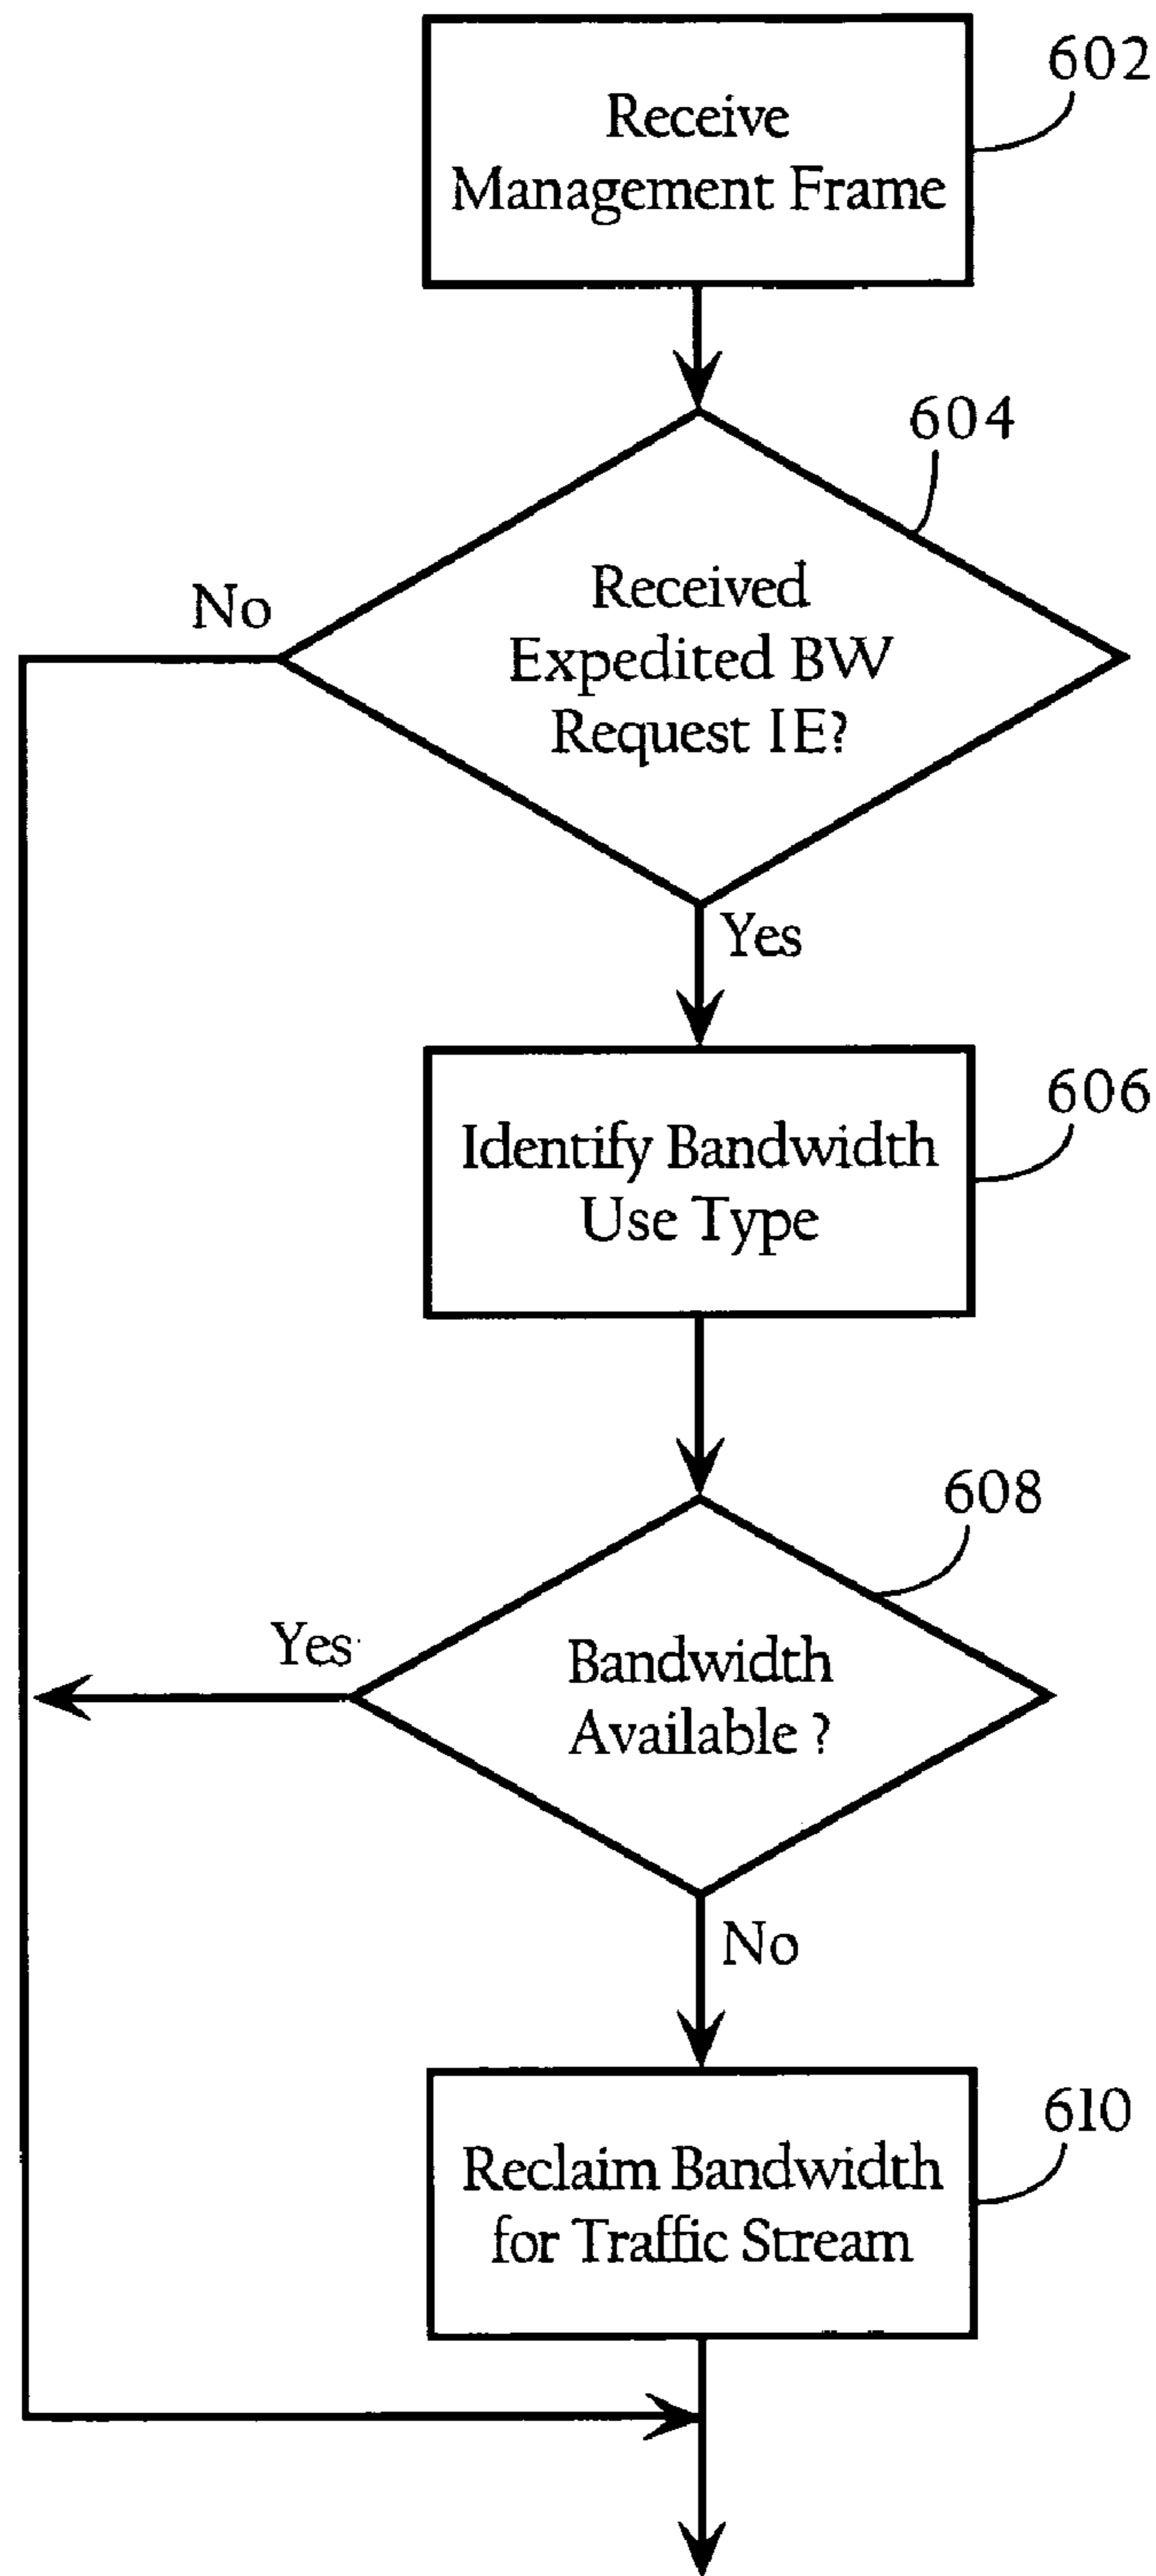 602
Receive
Management Frame
604
Received
Expedited BW
Request IE?
No
Yes
606
Identify Bandwidth
Use Type
608
Bandwidth
Available ?
Yes
No
610
Reclaim Bandwidth
for Traffic Stream